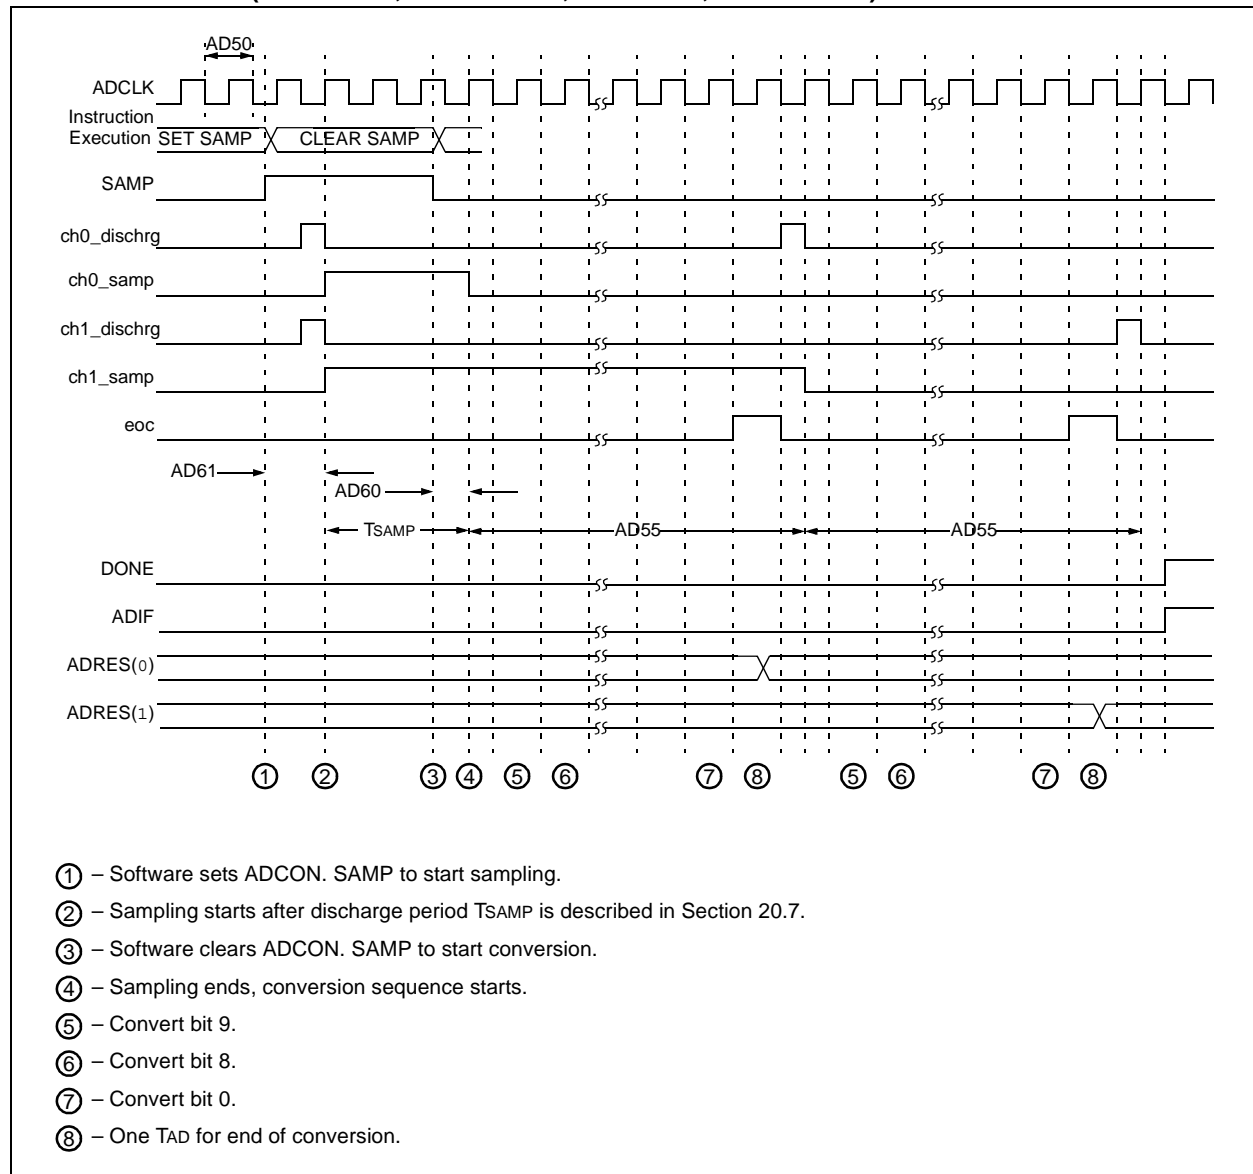 AD50
ADCLK
Instruction
Execution SET SAMP CLEAR SAMP
SAMP
ch0_dischrg
ch0_samp
ch1_dischrg
ch1_samp
eoc
AD61
AD60
TSAMP AD55 AD55
DONE
ADIF
ADRES(0)
ADRES(1)
1 2 3 4 5 6 7 8 5 6 7 8
1 – Software sets ADCON. SAMP to start sampling.
2 – Sampling starts after discharge period TSAMP is described in Section 20.7.
3 – Software clears ADCON. SAMP to start conversion.
4 – Sampling ends, conversion sequence starts.
5 – Convert bit 9.
6 – Convert bit 8.
7 – Convert bit 0.
8 – One TAD for end of conversion.